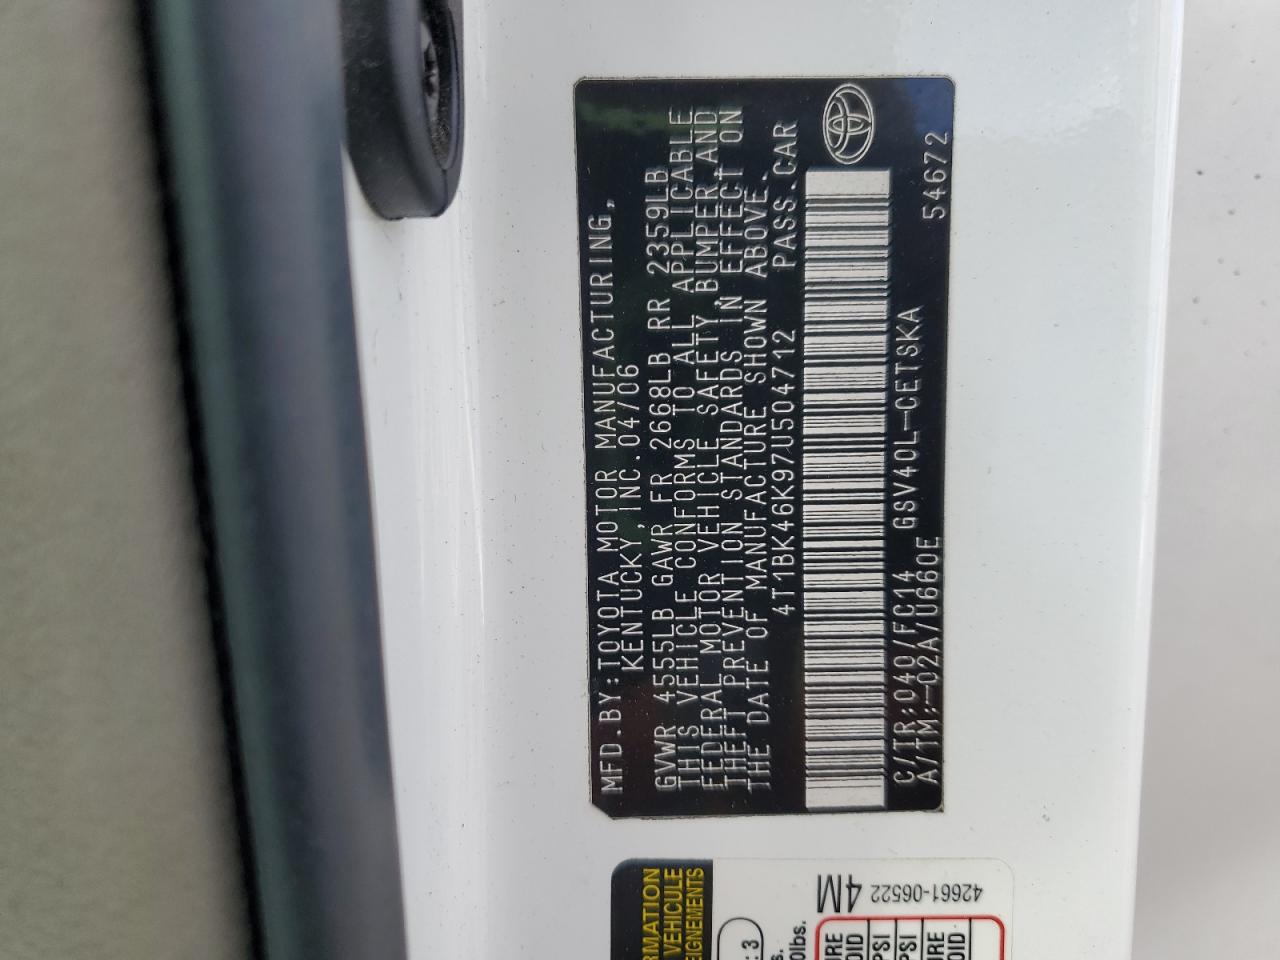 MFD.BY:TOYOTA MOTOR MANUFACTURING,
KENTUCKY,INC.04/06
GVWR 4555LB GAWR FR 2668LB RR 2359LB
THIS VEHICLE CONFORMS TO ALL APPLICABLE
FEDERAL MOTOR VEHICLE SAFETY,BUMPER,AND
THEFT PREVENTION STANDARDS IN EFFECT ON
THE DATE OF MANUFACTURE SHOWN ABOVE.
4T1BK46K97U504712 PASS.CAR
C/TR:040/FC14 GSV40L-CETSKA
A/TM:-02A/U660E 54672
42661-06522
4M